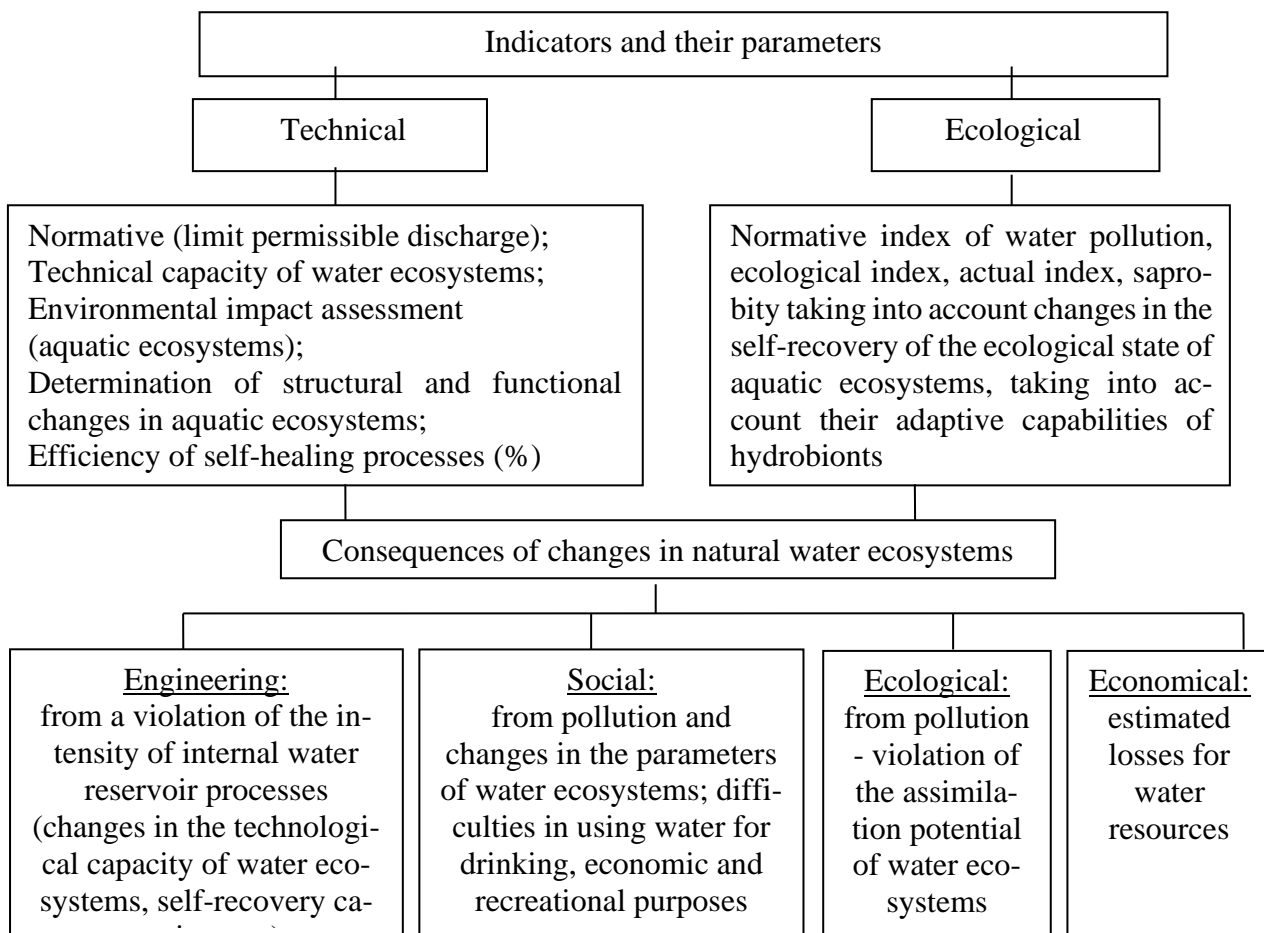 Indicators and their parameters
Technical
Ecological
Normative (limit permissible discharge);
Technical capacity of water ecosystems;
Environmental impact assessment
(aquatic ecosystems);
Determination of structural and functional
changes in aquatic ecosystems;
Efficiency of self-healing processes (%)
Normative index of water pollution,
ecological index, actual index, sapro-
bity taking into account changes in the
self-recovery of the ecological state of
aquatic ecosystems, taking into ac-
count their adaptive capabilities of
hydrobionts
Consequences of changes in natural water ecosystems
Engineering:
from a violation of the in-
tensity of internal water
reservoir processes
(changes in the technologi-
cal capacity of water eco-
systems, self-recovery ca-
Social:
from pollution and
changes in the parameters
of water ecosystems; diffi-
culties in using water for
drinking, economic and
recreational purposes
Ecological:
from pollution
- violation of
the assimila-
tion potential
of water eco-
systems
Economical:
estimated
losses for
water
resources